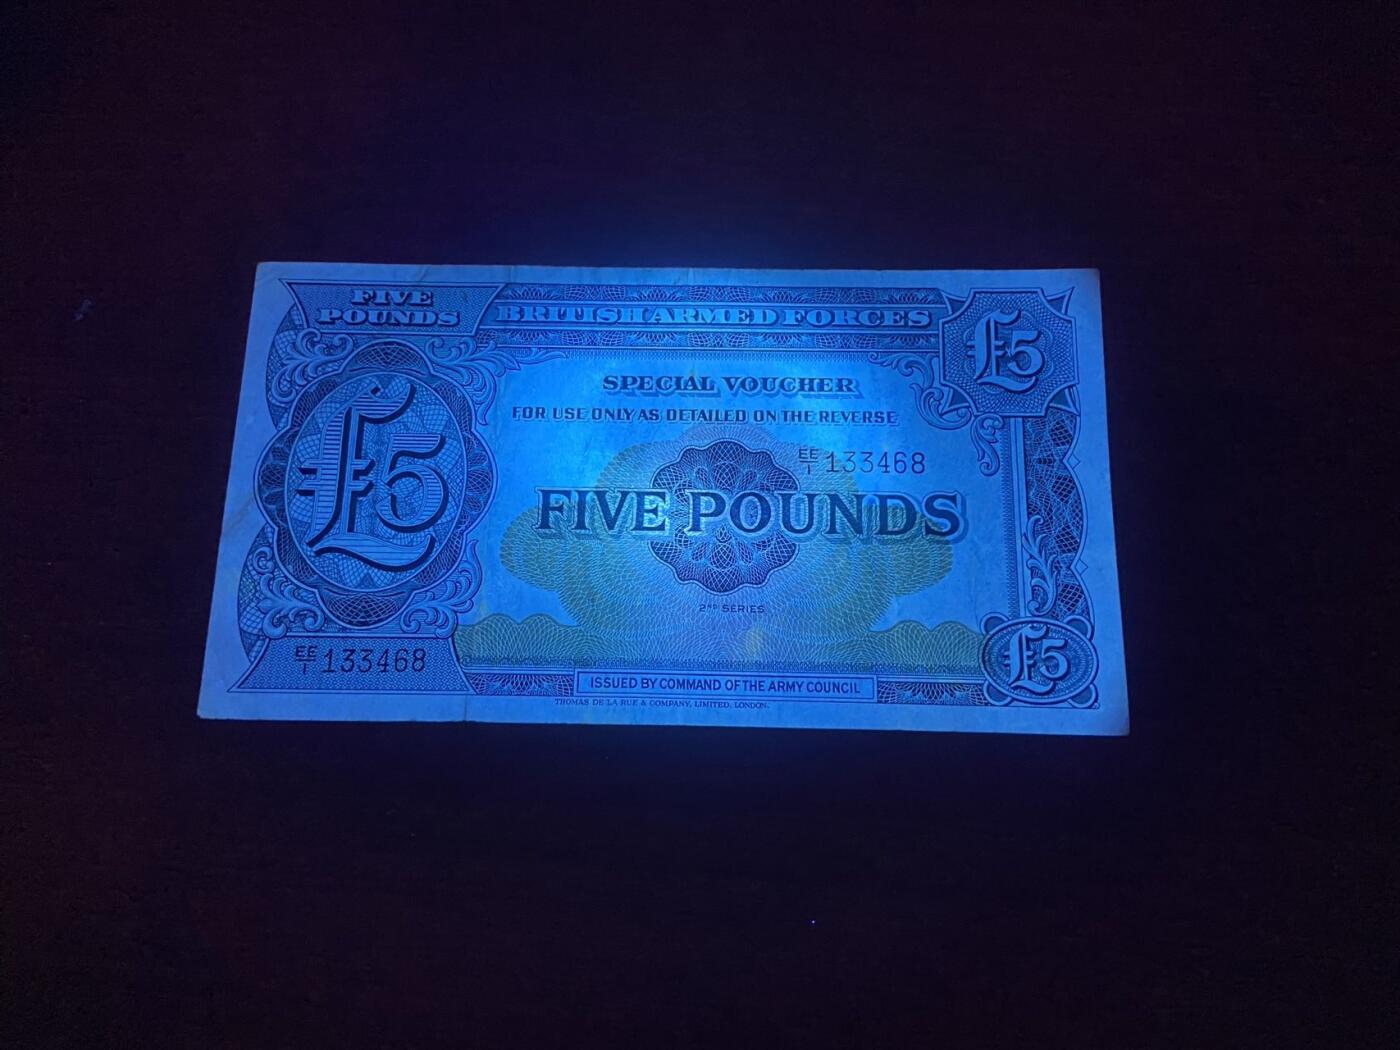 FIVE
POUNDS
BRITISH ARMED FORCES
£5
SPECIAL VOUCHER
FOR USE ONLY AS DETAILED ON THE REVERSE
EE/1 133468
£5
FIVE POUNDS
2ND SERIES
EE/1 133468
£5
ISSUED BY COMMAND OF THE ARMY COUNCIL
THOMAS DE LA RUE & COMPANY, LIMITED, LONDON.